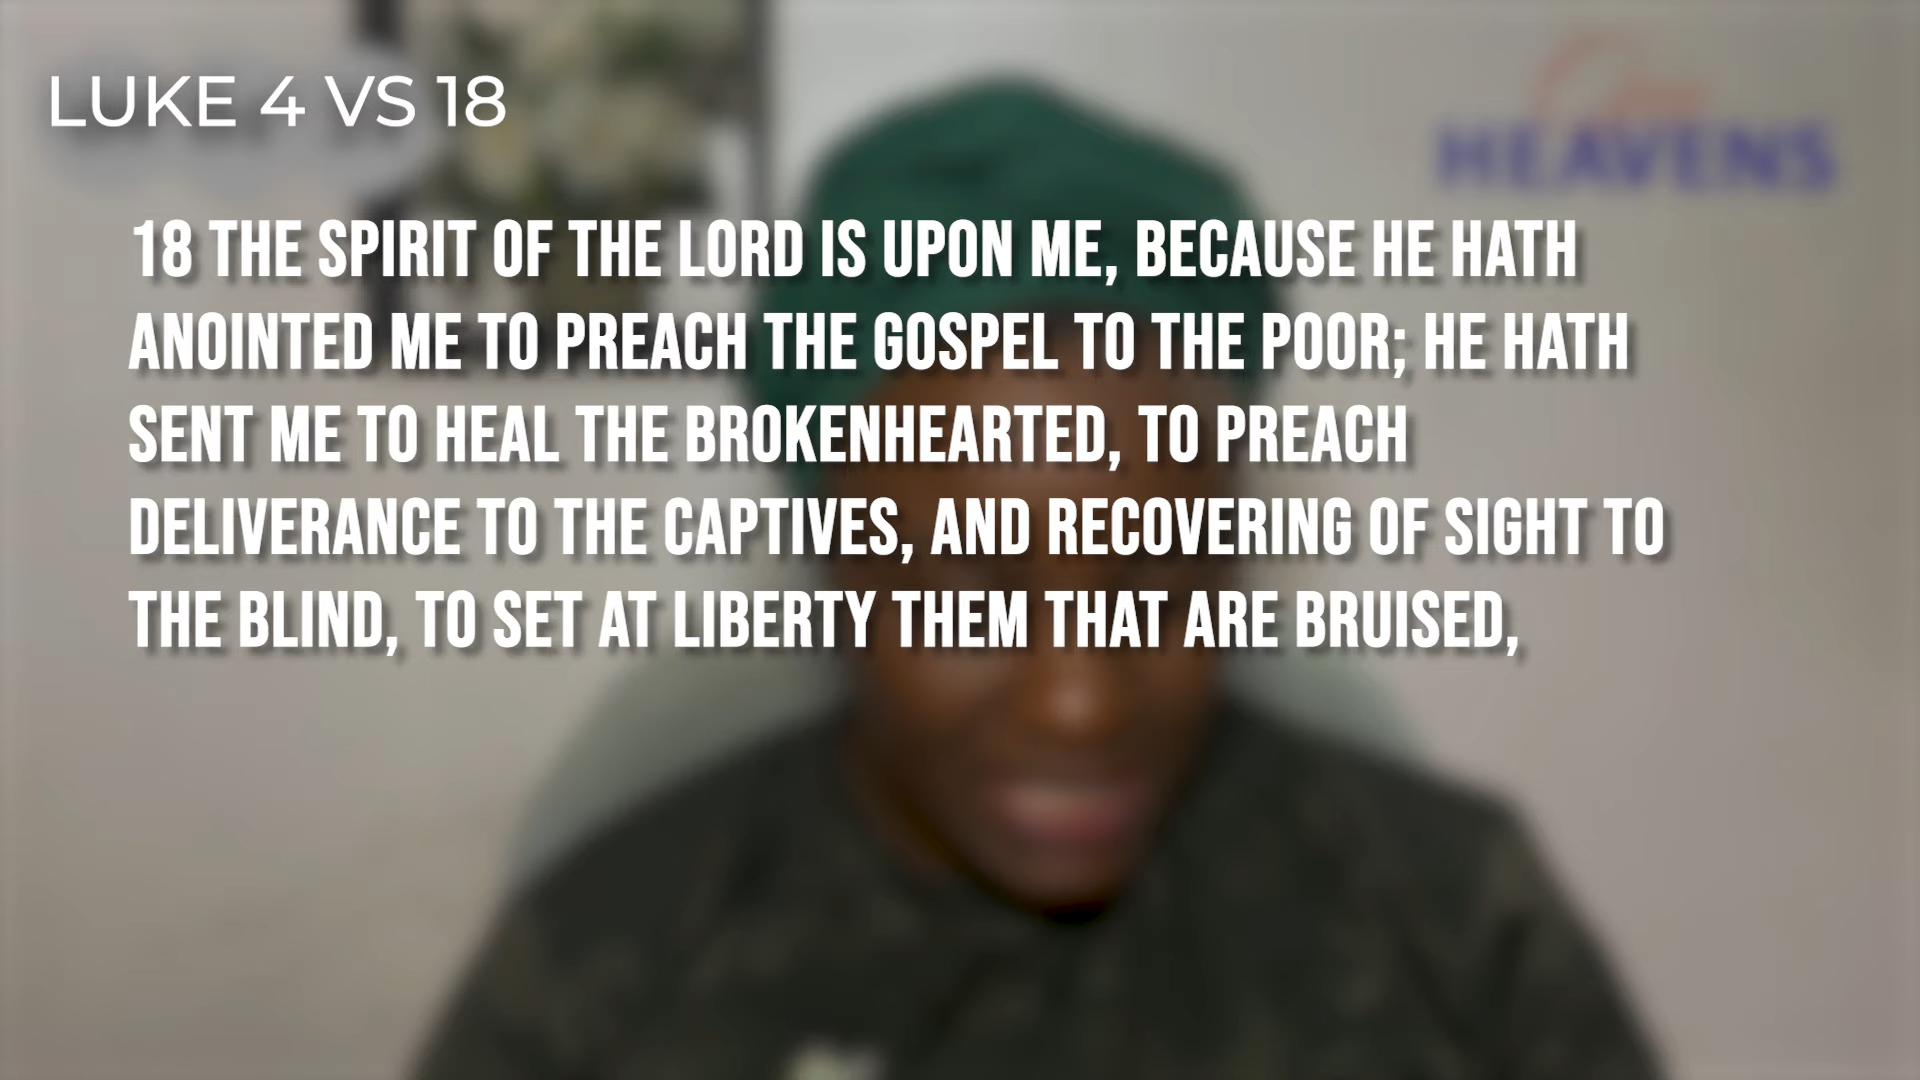 LUKE 4 VS 18
HEAVENS
18 THE SPIRIT OF THE LORD IS UPON ME, BECAUSE HE HATH
ANOINTED ME TO PREACH THE GOSPEL TO THE POOR; HE HATH
SENT ME TO HEAL THE BROKENHEARTED, TO PREACH
DELIVERANCE TO THE CAPTIVES, AND RECOVERING OF SIGHT TO
THE BLIND, TO SET AT LIBERTY THEM THAT ARE BRUISED,